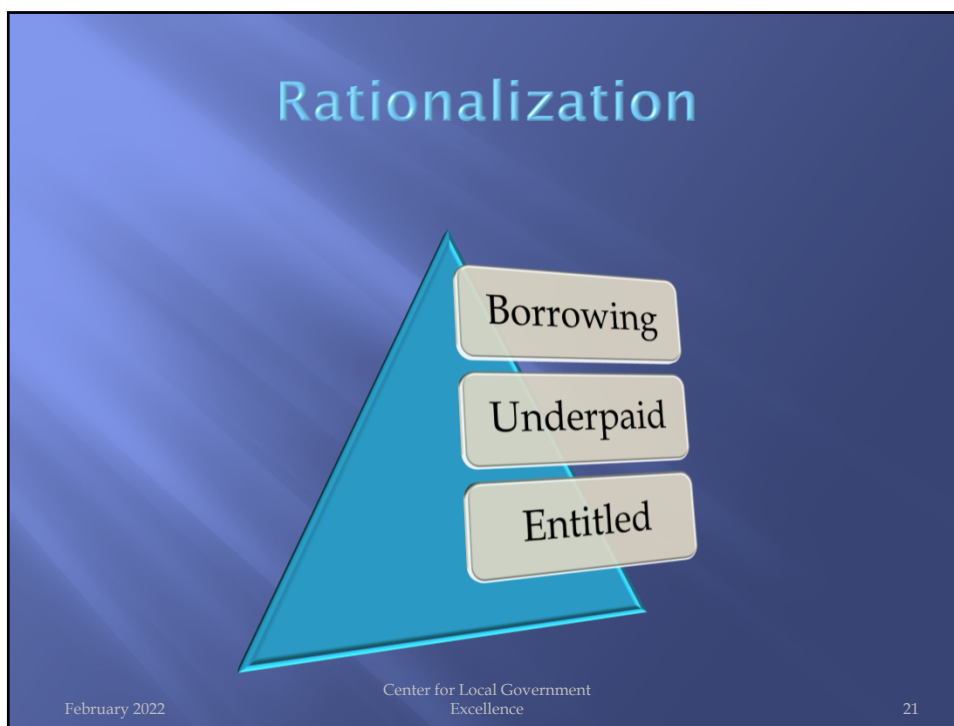 Rationalization
Borrowing
Underpaid
Entitled
February 2022
Center for Local Government
Excellence
21